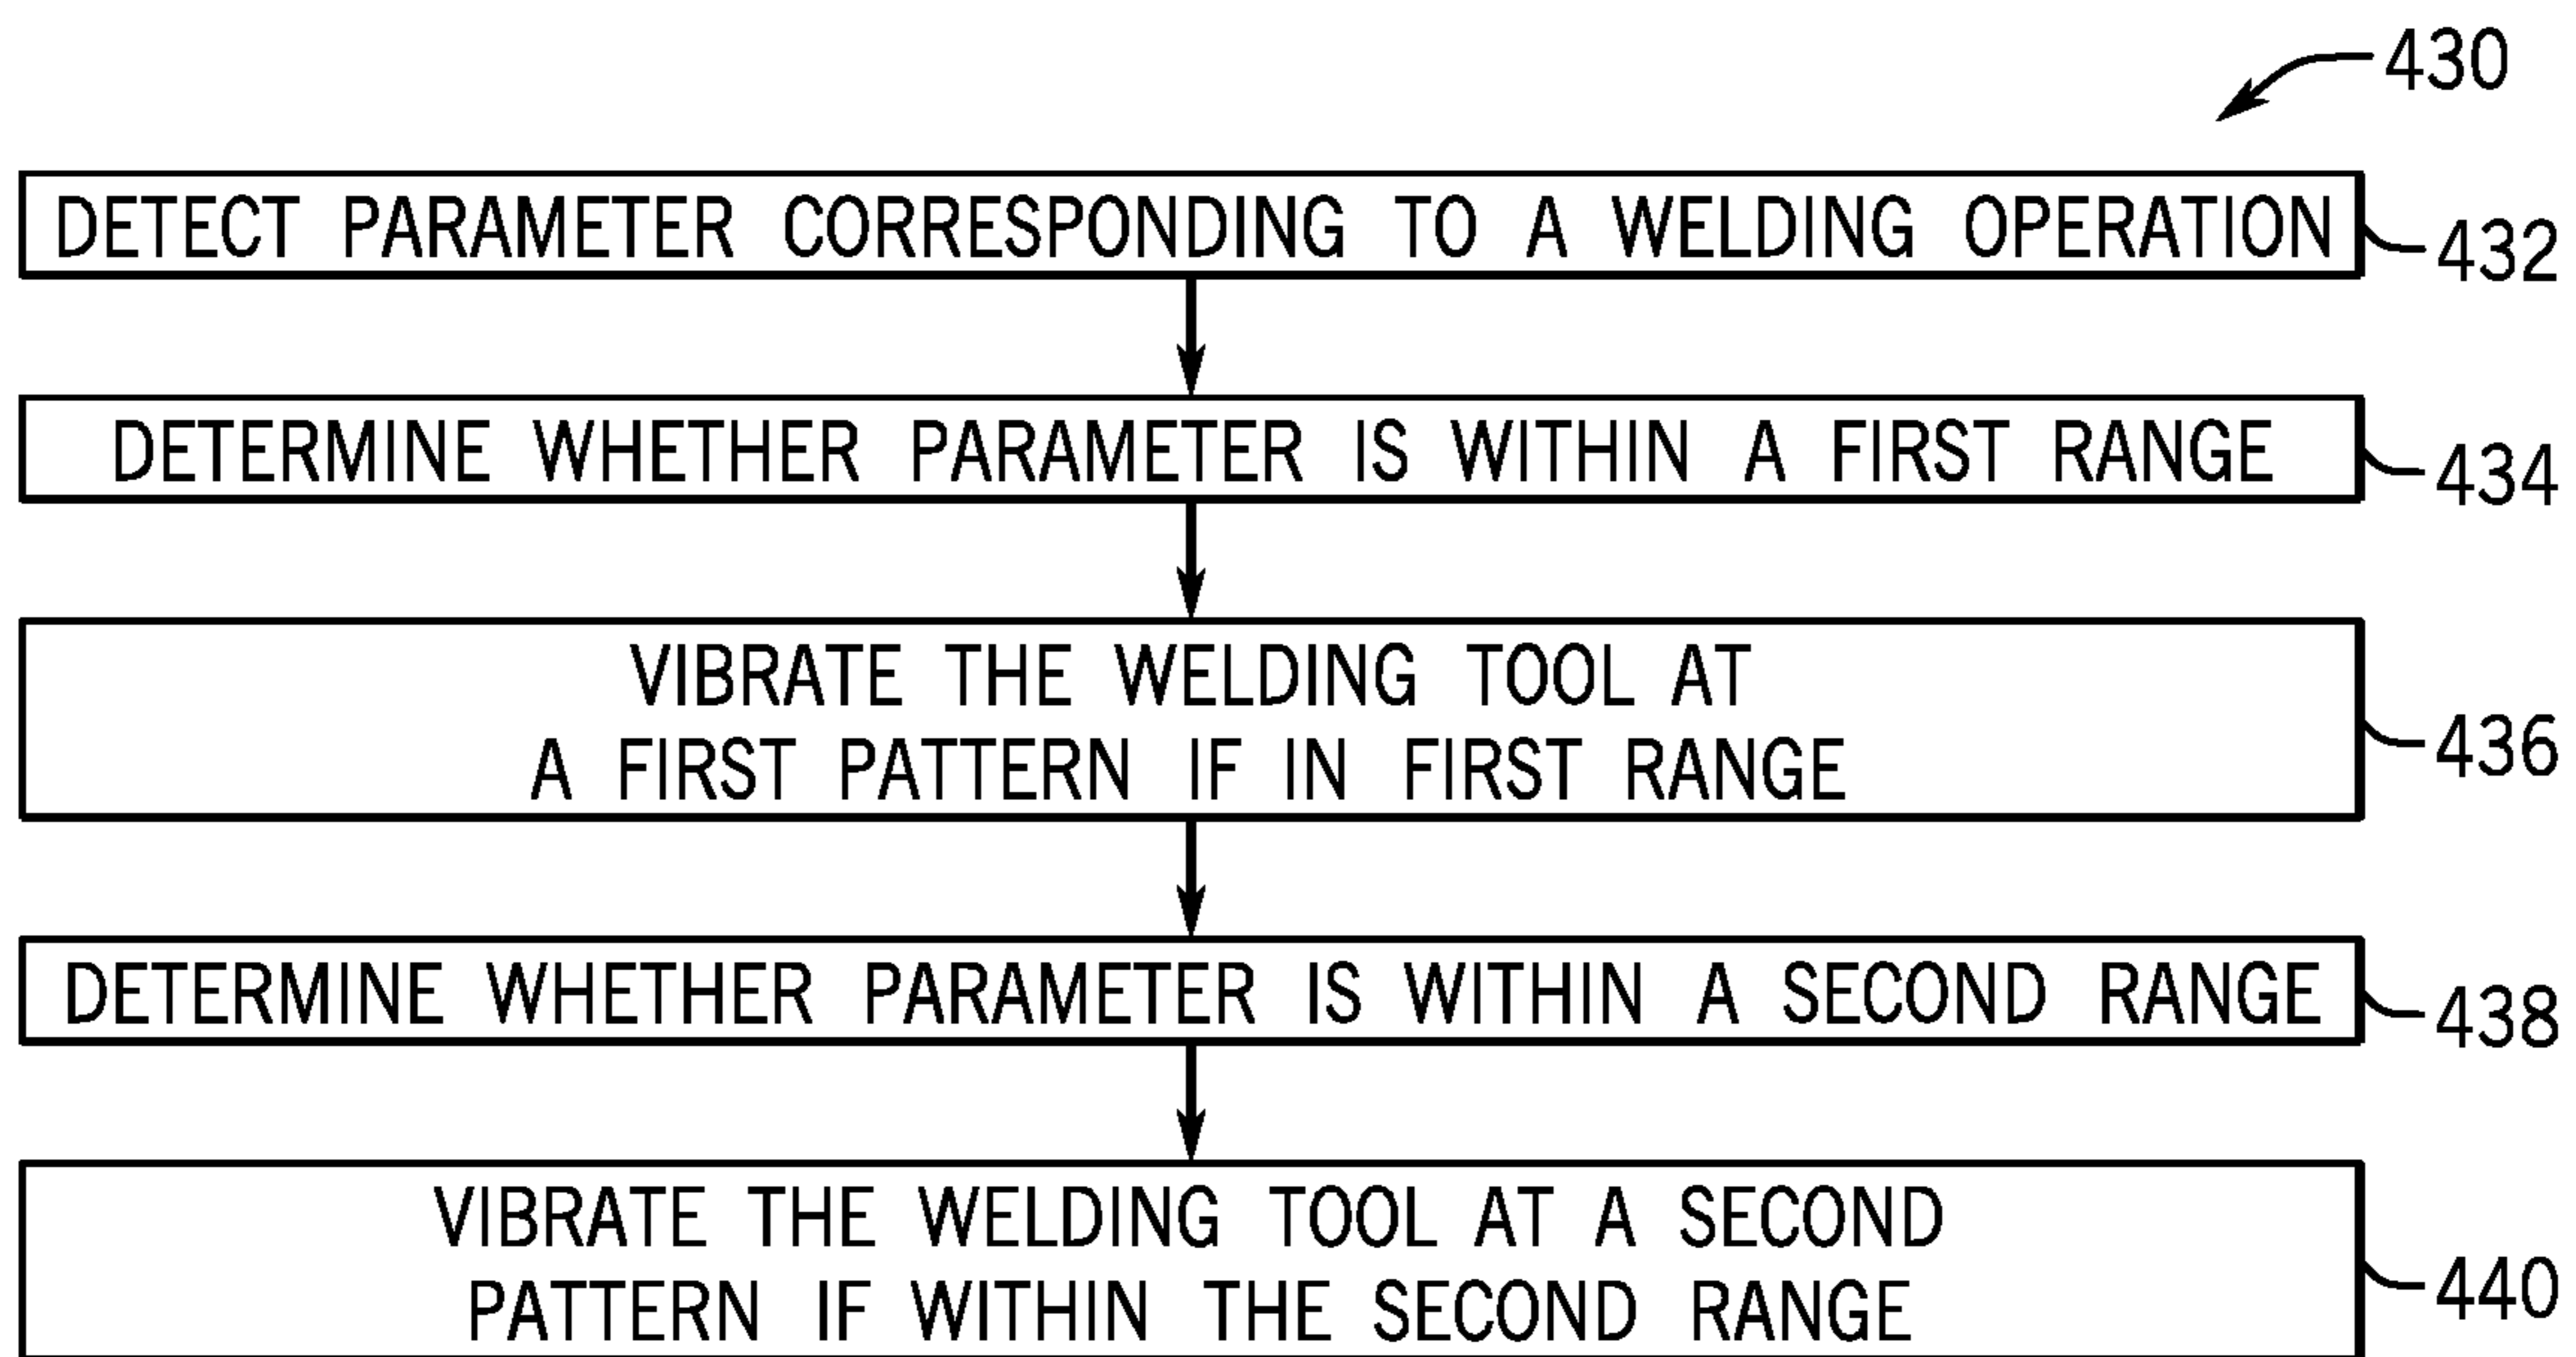 430
DETECT PARAMETER CORRESPONDING TO A WELDING OPERATION
432
DETERMINE WHETHER PARAMETER IS WITHIN A FIRST RANGE
434
VIBRATE THE WELDING TOOL AT
A FIRST PATTERN IF IN FIRST RANGE
436
DETERMINE WHETHER PARAMETER IS WITHIN A SECOND RANGE
438
VIBRATE THE WELDING TOOL AT A SECOND
PATTERN IF WITHIN THE SECOND RANGE
440